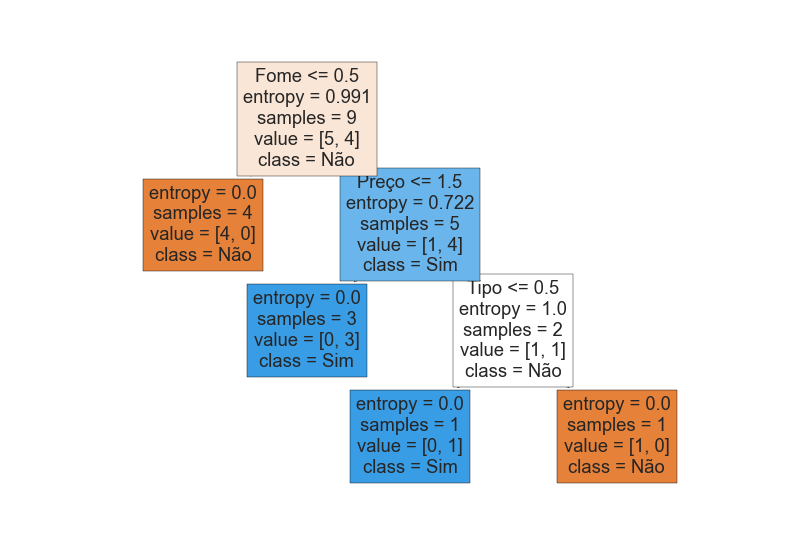 Fome <= 0.5
entropy = 0.991
samples = 9
value = [5, 4]
class = Não
entropy = 0.0
samples = 4
value = [4, 0]
class = Não
Preço <= 1.5
entropy = 0.722
samples = 5
value = [1, 4]
class = Sim
entropy = 0.0
samples = 3
value = [0, 3]
class = Sim
Tipo <= 0.5
entropy = 1.0
samples = 2
value = [1, 1]
class = Não
entropy = 0.0
samples = 1
value = [0, 1]
class = Sim
entropy = 0.0
samples = 1
value = [1, 0]
class = Não